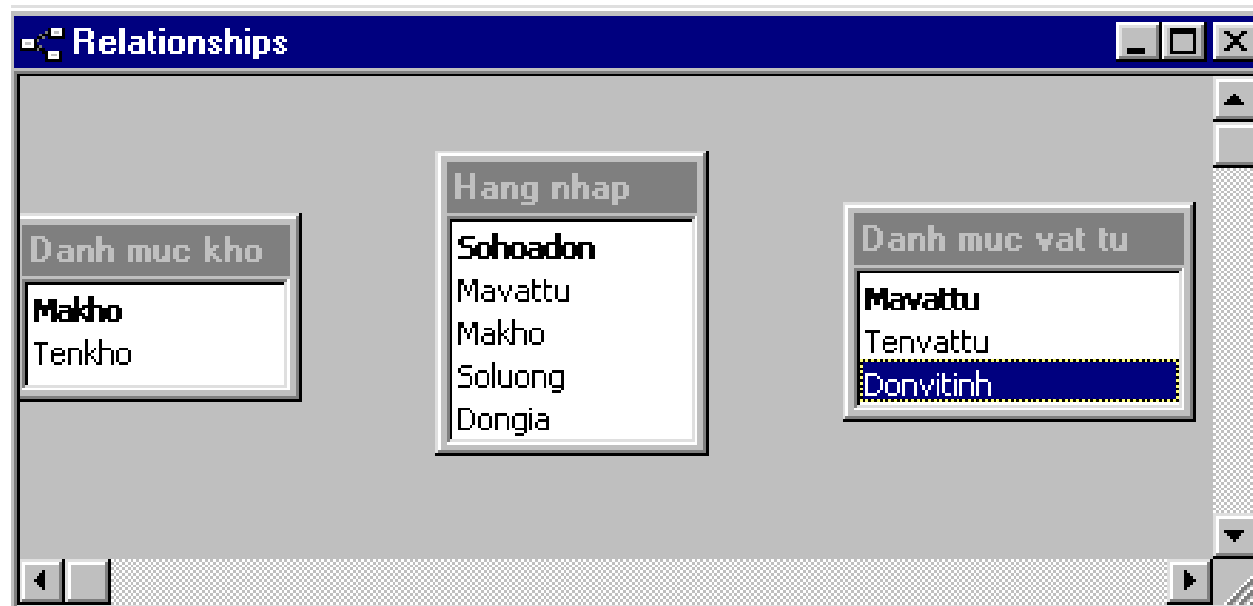 Relationships
Danh muc kho
Makho
Tenkho
Hang nhap
Sohoadon
Mavattu
Makho
Soluong
Dongia
Danh muc vat tu
Mavattu
Tenvattu
Donvitinh